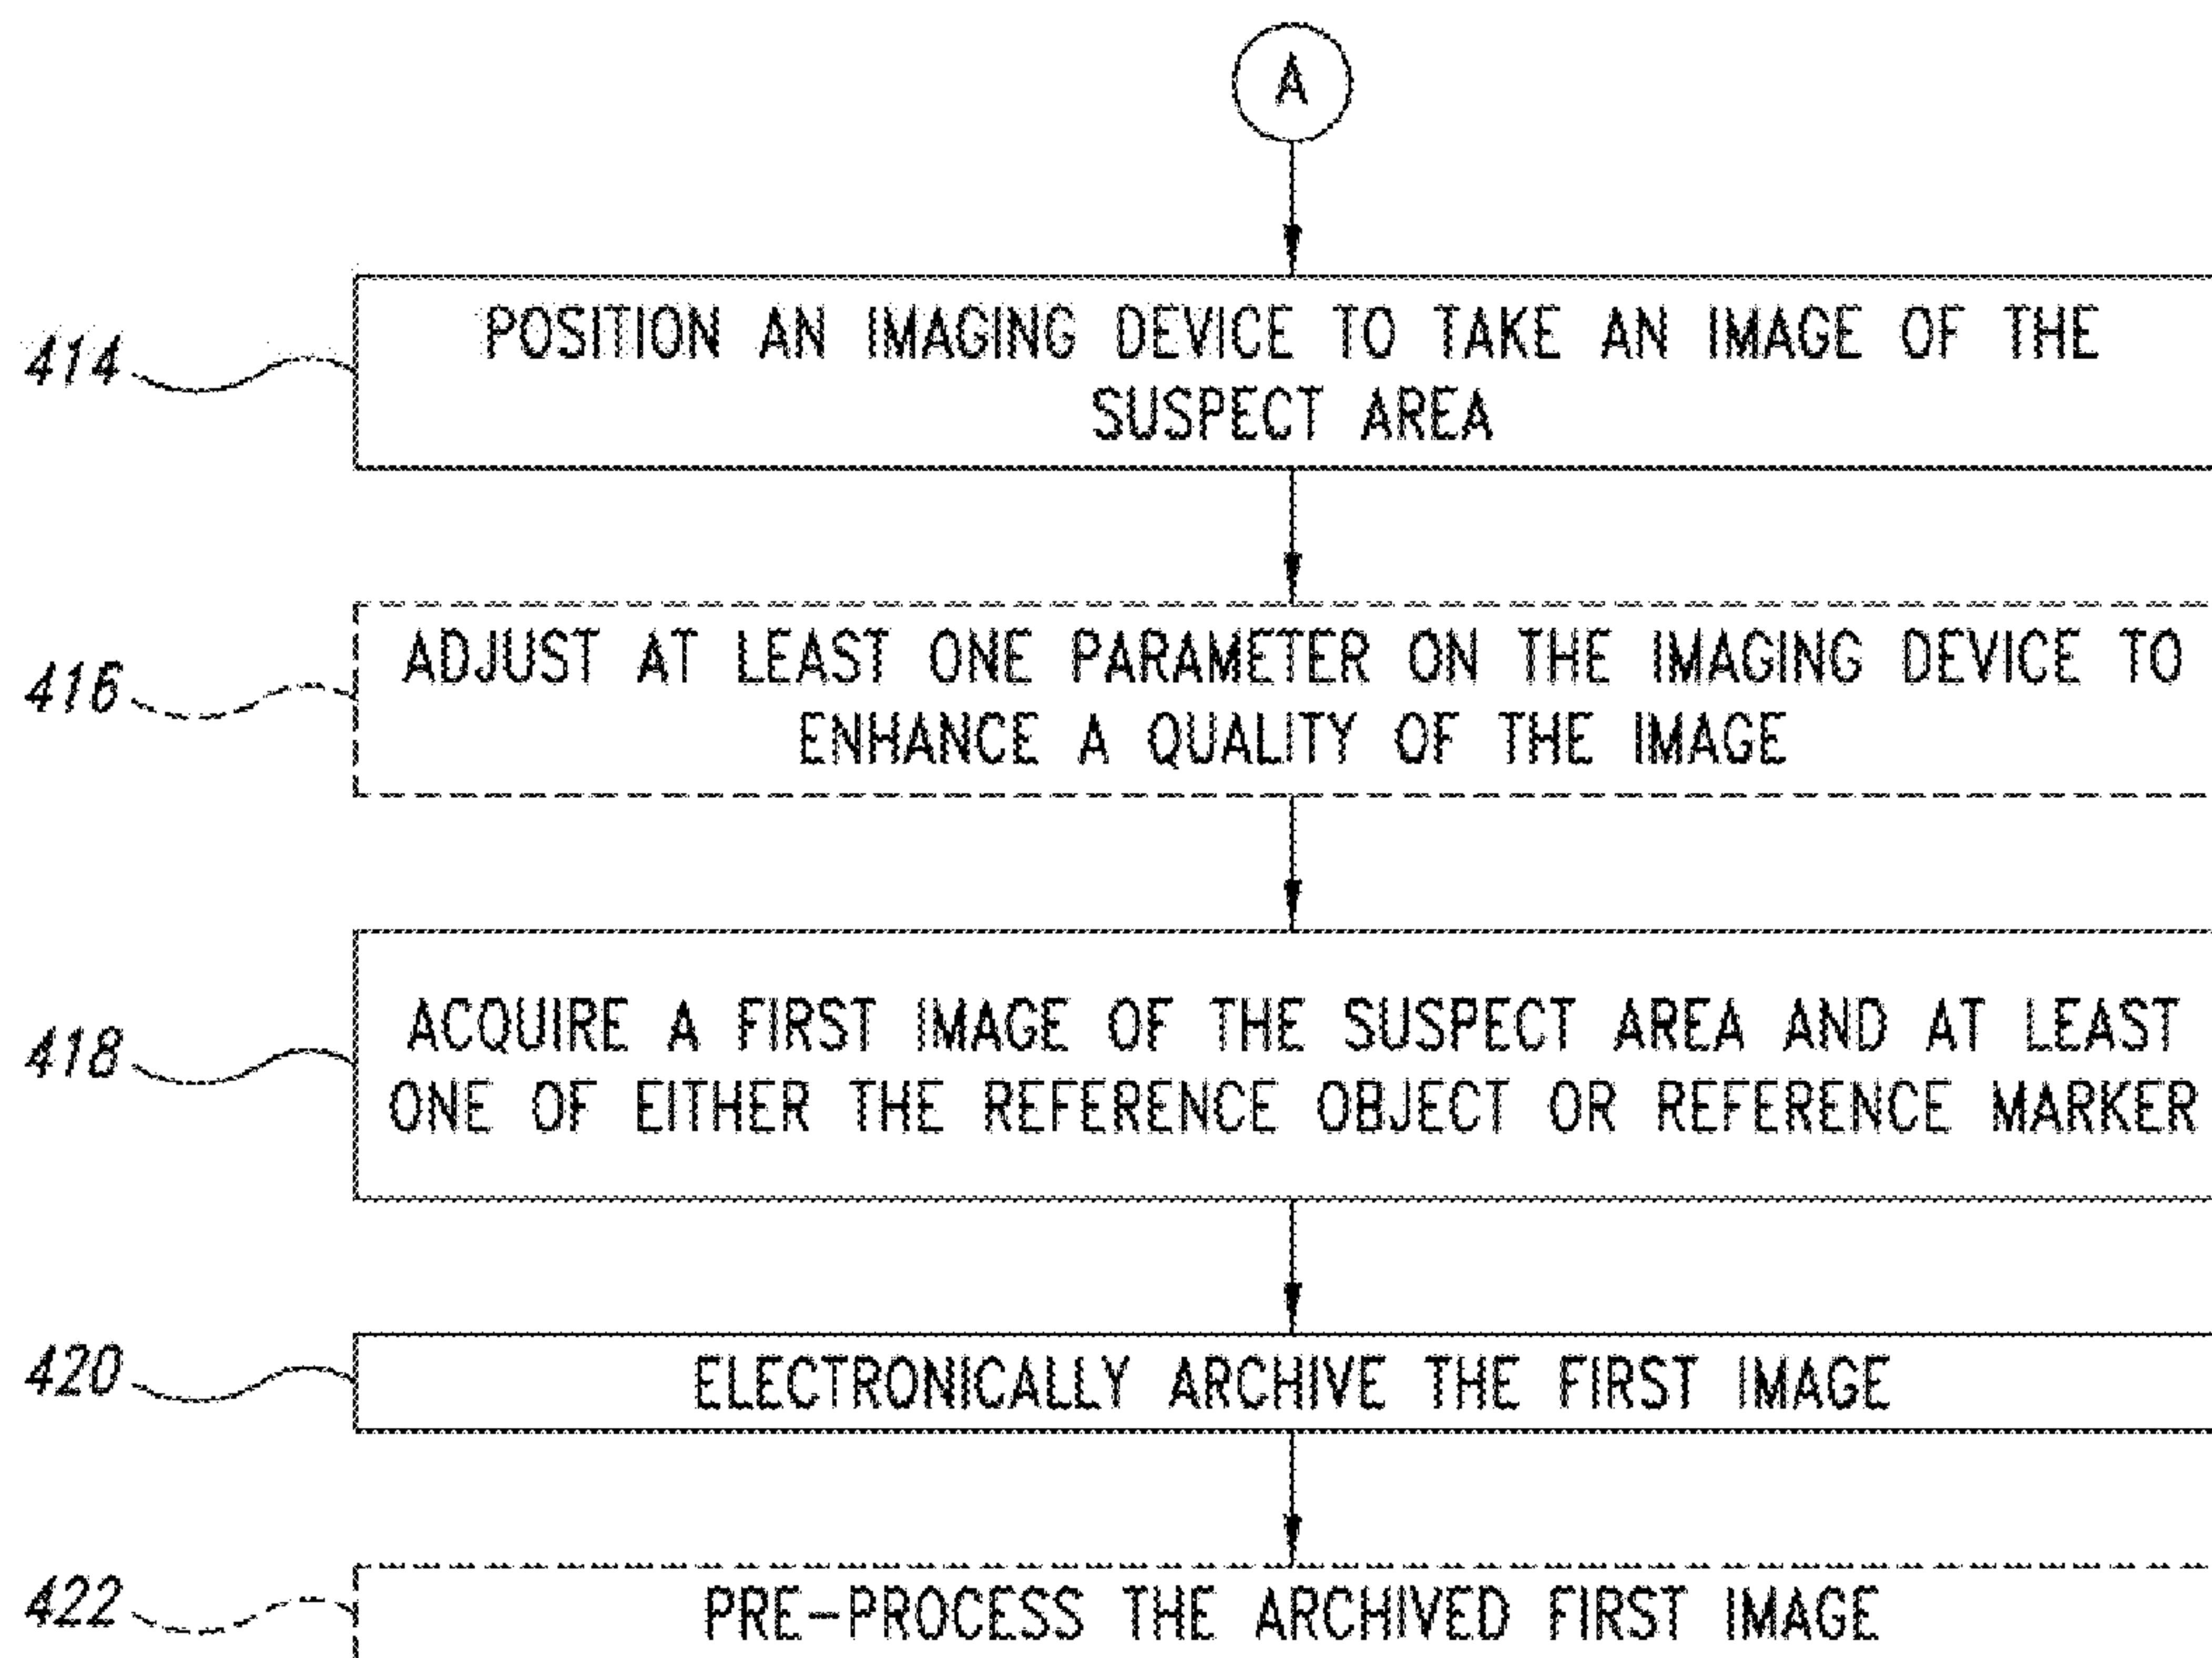 A
414
POSITION AN IMAGING DEVICE TO TAKE AN IMAGE OF THE
SUSPECT AREA
416
ADJUST AT LEAST ONE PARAMETER ON THE IMAGING DEVICE TO
ENHANCE A QUALITY OF THE IMAGE
418
ACQUIRE A FIRST IMAGE OF THE SUSPECT AREA AND AT LEAST
ONE OF EITHER THE REFERENCE OBJECT OR REFERENCE MARKER
420
ELECTRONICALLY ARCHIVE THE FIRST IMAGE
422
PRE-PROCESS THE ARCHIVED FIRST IMAGE